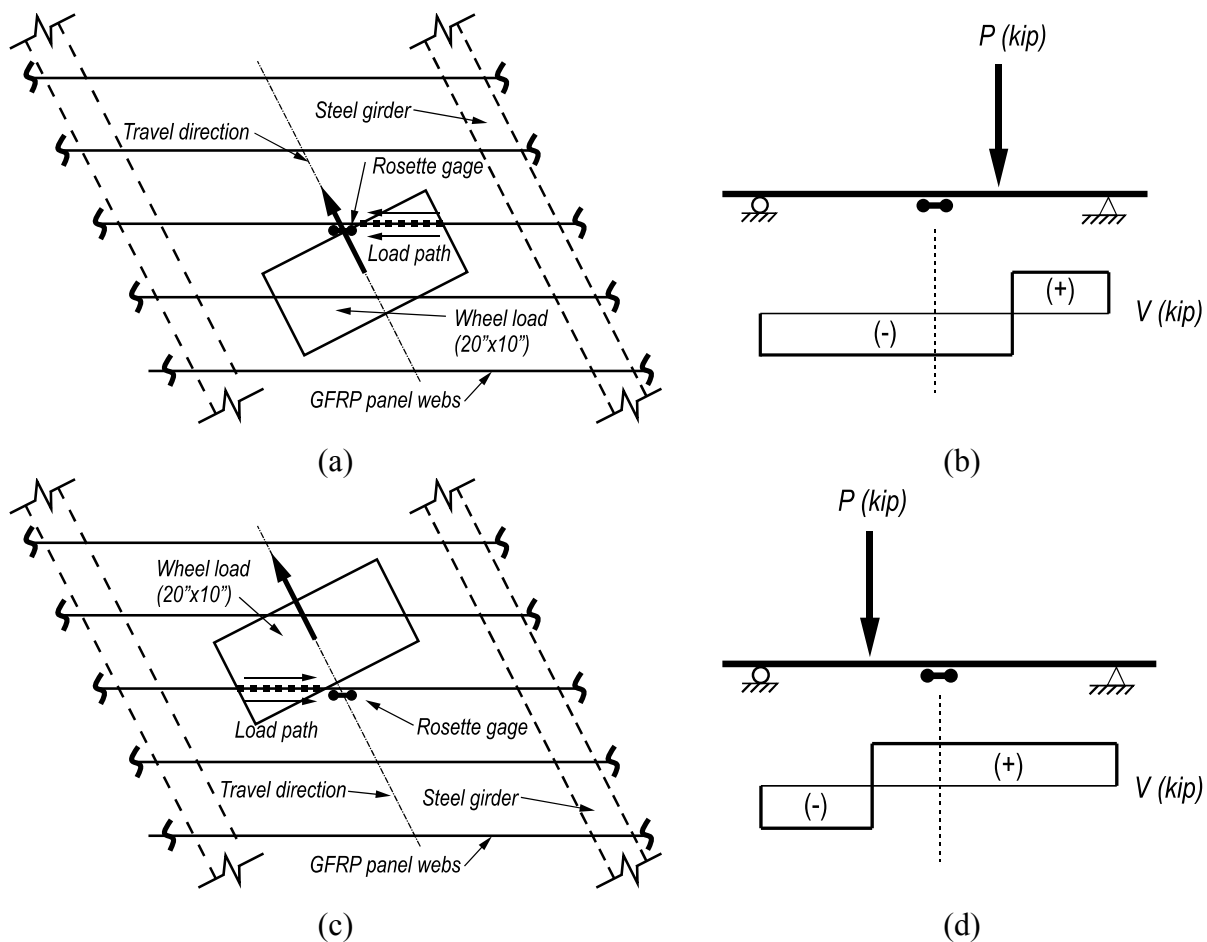 P (kip)
Steel girder
Travel direction
Rosette gage
Load path
Wheel load
(20”x10”)
GFRP panel webs
(+)
V (kip)
(-)
(a)
(b)
P (kip)
Wheel load
(20”x10”)
Load path
Rosette gage
Travel direction
Steel girder
GFRP panel webs
(+)
V (kip)
(-)
(c)
(d)